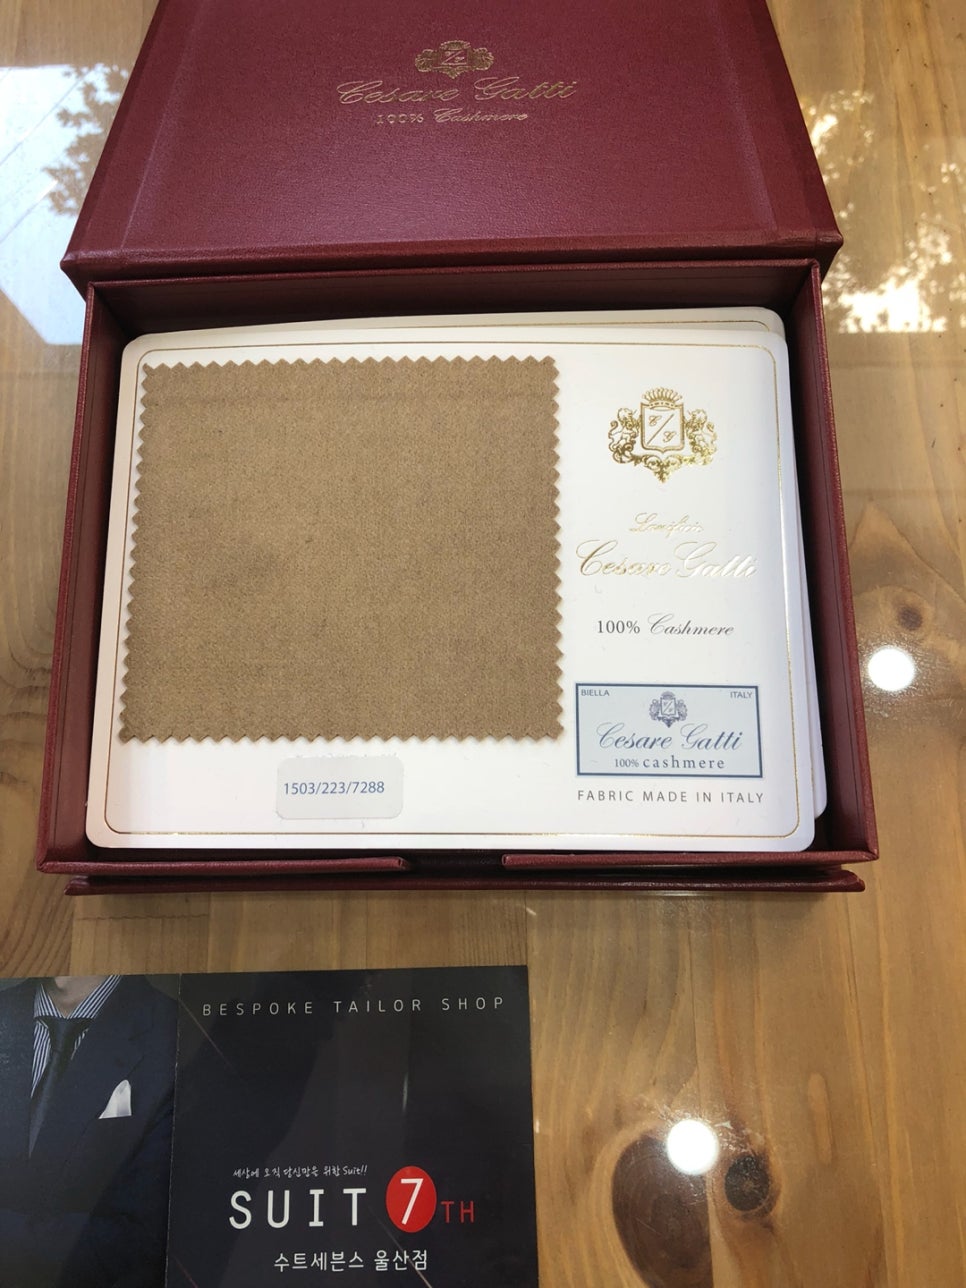 Cesare Gatti
100% Cashmere
C/G
Cesare Gatti
100% Cashmere
BIELLA ITALY
Cesare Gatti
100% cashmere
FABRIC MADE IN ITALY
1503/223/7288
BESPOKE TAILOR SHOP
세상에 오직 당신만을 위한 Suit!!
SUIT 7TH
수트세븐스 울산점